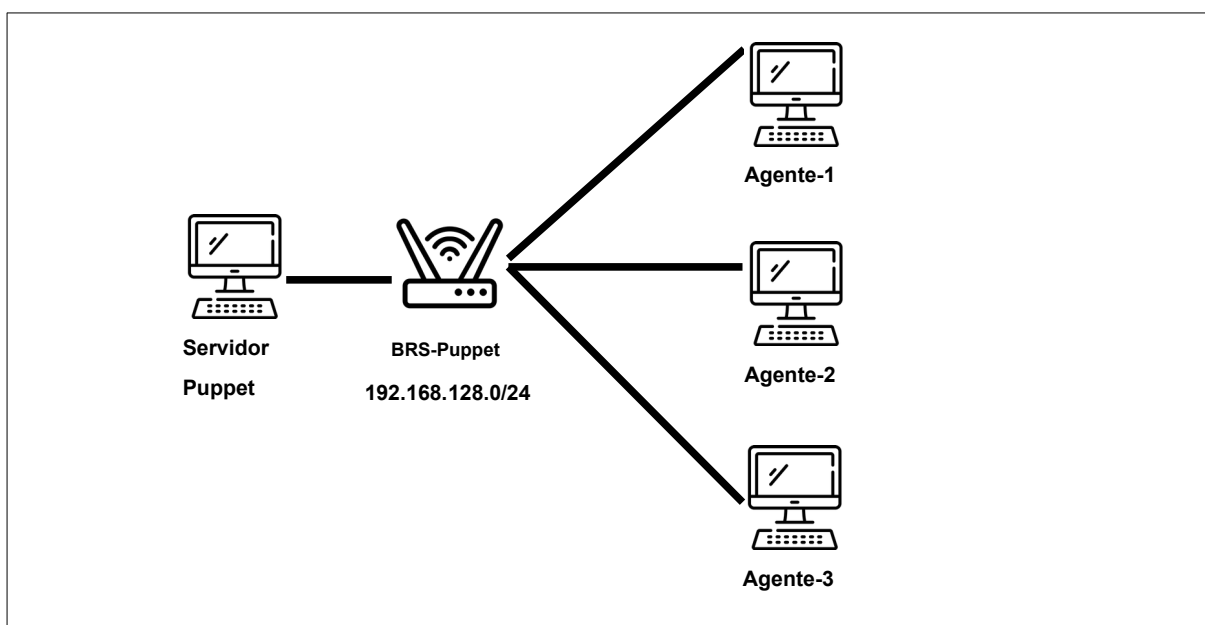 Agente-1
Servidor
Puppet
BRS-Puppet
192.168.128.0/24
Agente-2
Agente-3